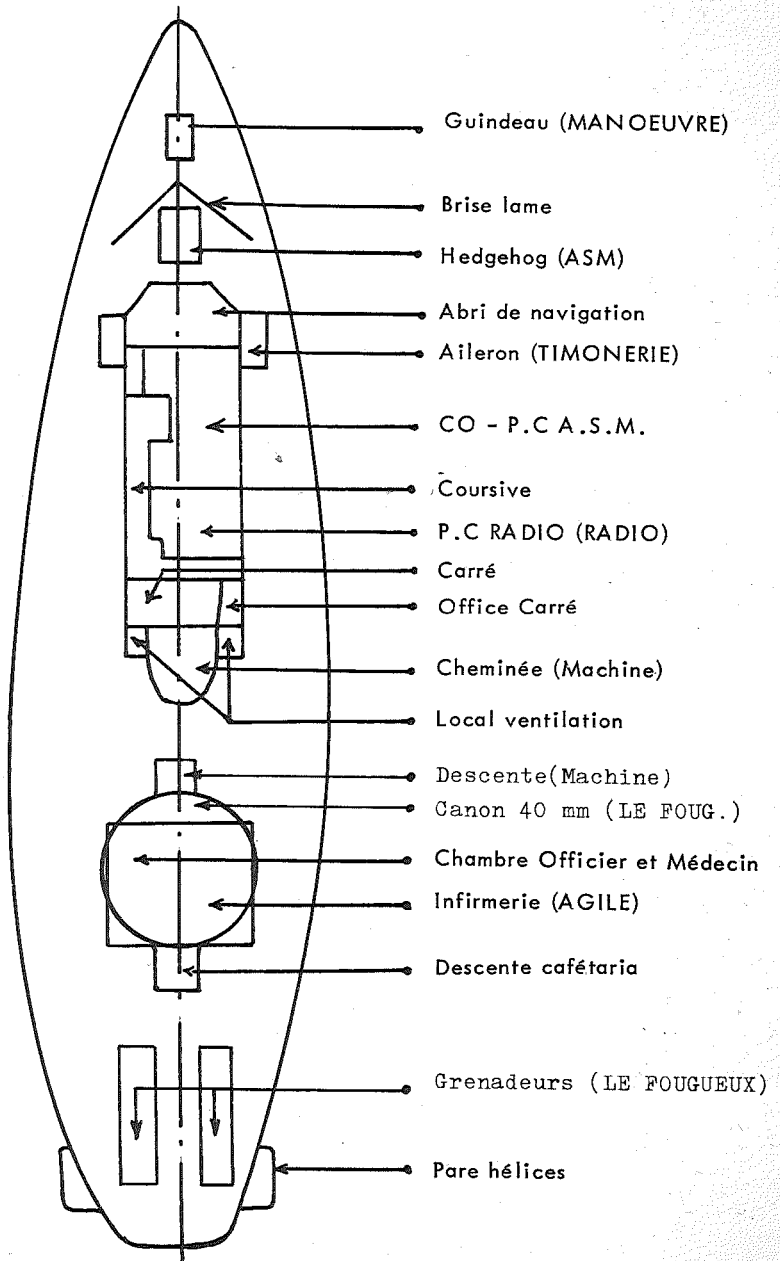 Guindeau (MANOEUVRE)
Brise lame
Hedgehog (ASM)
Abri de navigation
Aileron (TIMONERIE)
CO - P.C A.S.M.
Coursive
P.C RADIO (RADIO)
Carré
Office Carré
Cheminée (Machine)
Local ventilation
Descente(Machine)
Canon 40 mm (LE FOUG.)
Chambre Officier et Médecin
Infirmerie (AGILE)
Descente cafétaria
Grenadeurs (LE FOUGUEUX)
Pare hélices